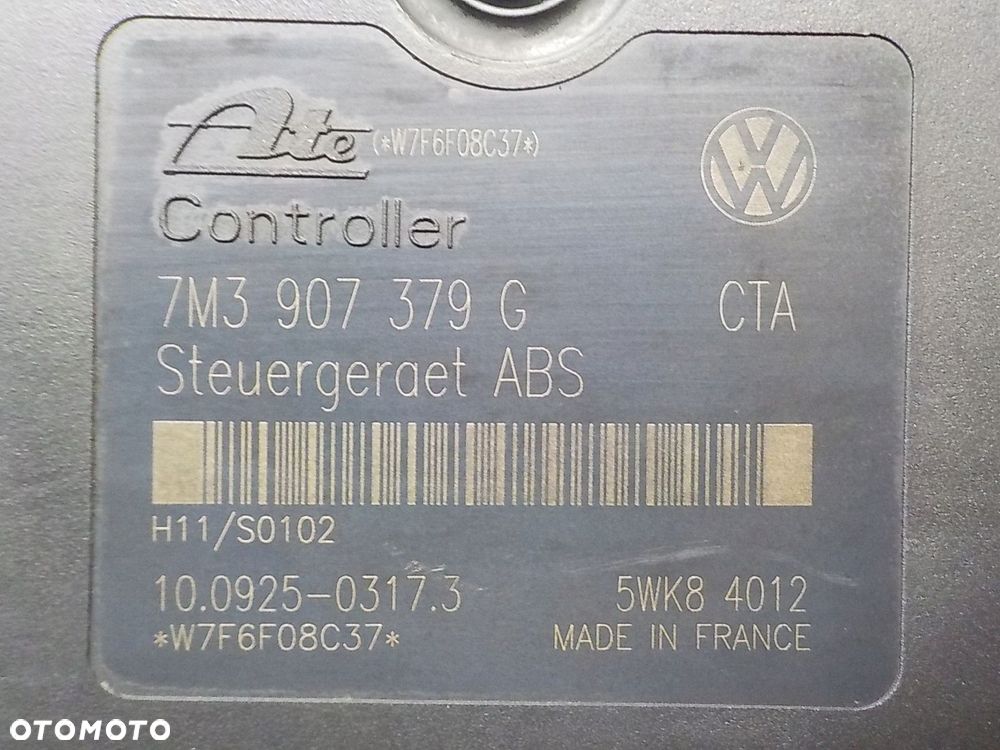 Ate (*W7F6F08C37*)
Controller
7M3 907 379 G CTA
Steuergeraet ABS
H11/S0102
10.0925-0317.3 5WK8 4012
*W7F6F08C37* MADE IN FRANCE
OTOMOTO